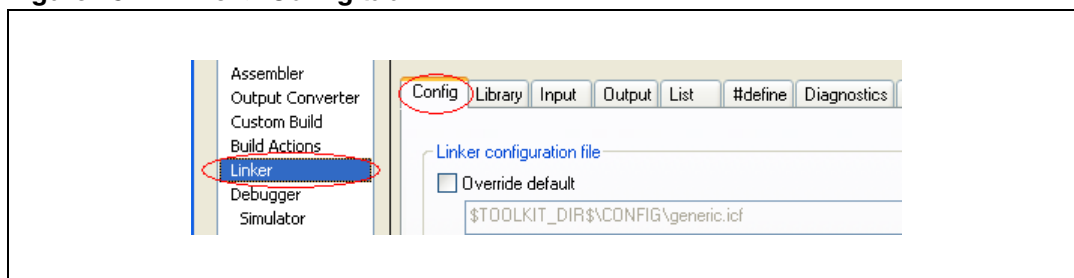 Assembler
Output Converter
Custom Build
Build Actions
Linker
Debugger
Simulator
Config Library Input Output List #define Diagnostics
Linker configuration file
Override default
$TOOLKIT_DIR$\CONFIG\generic.icf